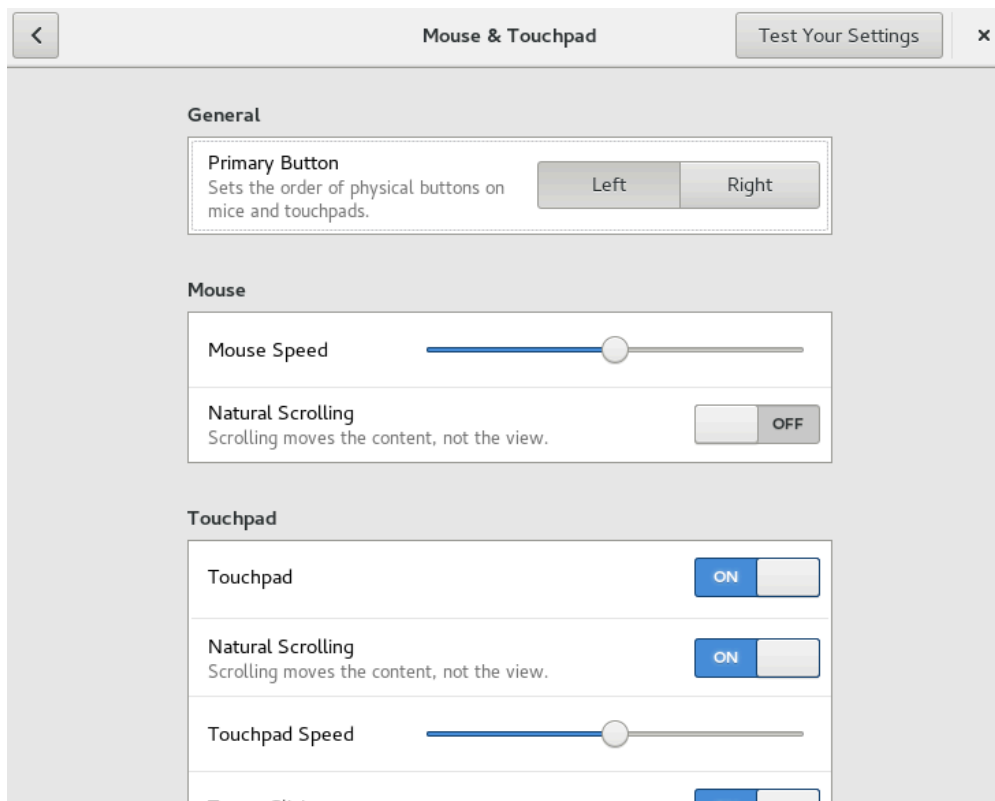 Mouse & Touchpad
Test Your Settings
General
Primary Button
Sets the order of physical buttons on
mice and touchpads.
Left
Right
Mouse
Mouse Speed
Natural Scrolling
Scrolling moves the content, not the view.
OFF
Touchpad
Touchpad
ON
Natural Scrolling
Scrolling moves the content, not the view.
ON
Touchpad Speed